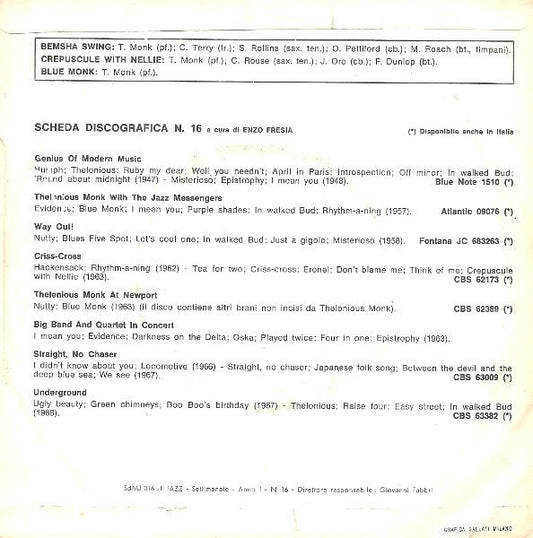 BEMSHA SWING: T. Monk (pf.); C. Terry (tr.); S. Rollins (sax. ten.); O. Pettiford (cb.); M. Roach (bt., timpani).
CREPUSCULE WITH NELLIE: T. Monk (pf.); C. Rouse (sax. ten.); J. Ore (cb.); F. Dunlop (bt.).
BLUE MONK: T. Monk (pf.).
SCHEDA DISCOGRAFICA N. 16 a cura di ENZO FRESIA (*) Disponibile anche in Italia
Genius Of Modern Music
Humph; Thelonious; Ruby my dear; Well you needn't; April in Paris; Introspection; Off minor; In walked Bud;
'Round about midnight (1947) - Misterioso; Epistrophy; I mean you (1948). Blue Note 1510 (*)
Thelonious Monk With The Jazz Messengers
Evidence; Blue Monk; I mean you; Purple shades; In walked Bud; Rhythm-a-ning (1957). Atlantic 09076 (*)
Way Out!
Nutty; Blues Five Spot; Let's cool one; In walked Bud; Just a gigolo; Misterioso (1958). Fontana JC 683263 (*)
Criss-Cross
Hackensack; Rhythm-a-ning (1962) - Tea for two; Criss-cross; Eronel; Don't blame me; Think of me; Crepuscule
with Nellie (1963). CBS 62173 (*)
Thelonious Monk At Newport
Nutty; Blue Monk (1963) (Il disco contiene altri brani non incisi da Thelonious Monk). CBS 62389 (*)
Big Band And Quartet In Concert
I mean you; Evidence; Darkness on the Delta; Oska; Played twice; Four in one; Epistrophy (1963).
Straight, No Chaser
I didn't know about you; Locomotive (1966) - Straight, no chaser; Japanese folk song; Between the devil and the
deep blue sea; We see (1967). CBS 63009 (*)
Underground
Ugly beauty; Green chimneys; Boo Boo's birthday (1967) - Thelonious; Raise four; Easy street; In walked Bud
(1968). CBS 63382 (*)
SdMJ 016 JAZZ - Settimanale - Anno I - N. 16 - Direttore responsabile: Giovanni Fabbri
GRAFICA GALLATI MILANO